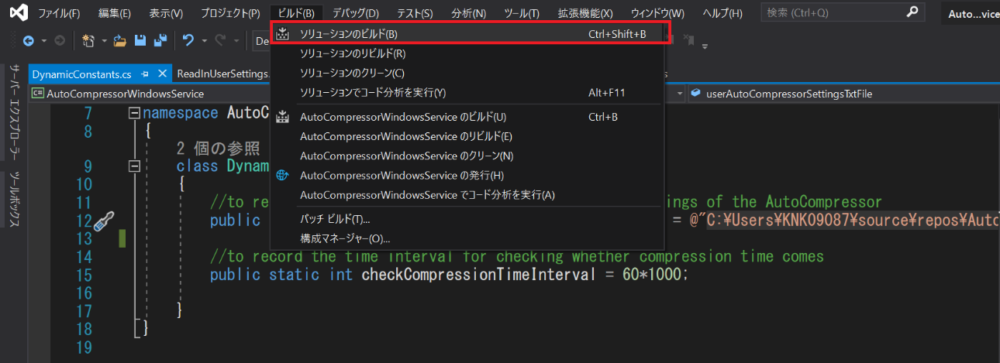 ファイル(F) 編集(E) 表示(V) プロジェクト(P) ビルド(B) デバッグ(D) テスト(S) 分析(N) ツール(T) 拡張機能(X) ウィンドウ(W) ヘルプ(H) 検索 (Ctrl+Q) Auto...vice
De
ソリューションのビルド(B) Ctrl+Shift+B
ソリューションのリビルド(R)
ソリューションのクリーン(C)
ソリューションでコード分析を実行(Y) Alt+F11
AutoCompressorWindowsService のビルド(U) Ctrl+B
AutoCompressorWindowsService のリビルド(E)
AutoCompressorWindowsService のクリーン(N)
AutoCompressorWindowsService の発行(H)
AutoCompressorWindowsService でコード分析を実行(A)
バッチ ビルド(T)...
構成マネージャー(O)...
サーバー エクスプローラー
ツールボックス
DynamicConstants.cs ReadInUserSettings. s
C# AutoCompressorWindowsService userAutoCompressorSettingsTxtFile
7 namespace AutoC
8 {
2 個の参照
9 class Dynam
10 {
11 //to re ings of the AutoCompressor
12 public = @"C:¥Users¥KNK09087¥source¥repos¥Auto
13
14 //to record the time interval for checking whether compression time comes
15 public static int checkCompressionTimeInterval = 60*1000;
16
17 }
18 }
19